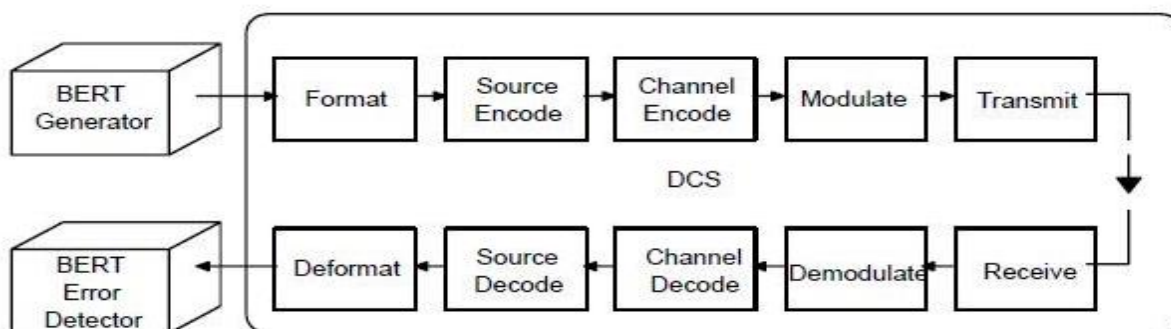 BERT
Generator
Format
Source
Encode
Channel
Encode
Modulate
Transmit
DCS
BERT
Error
Detector
Deformat
Source
Decode
Channel
Decode
Demodulate
Receive